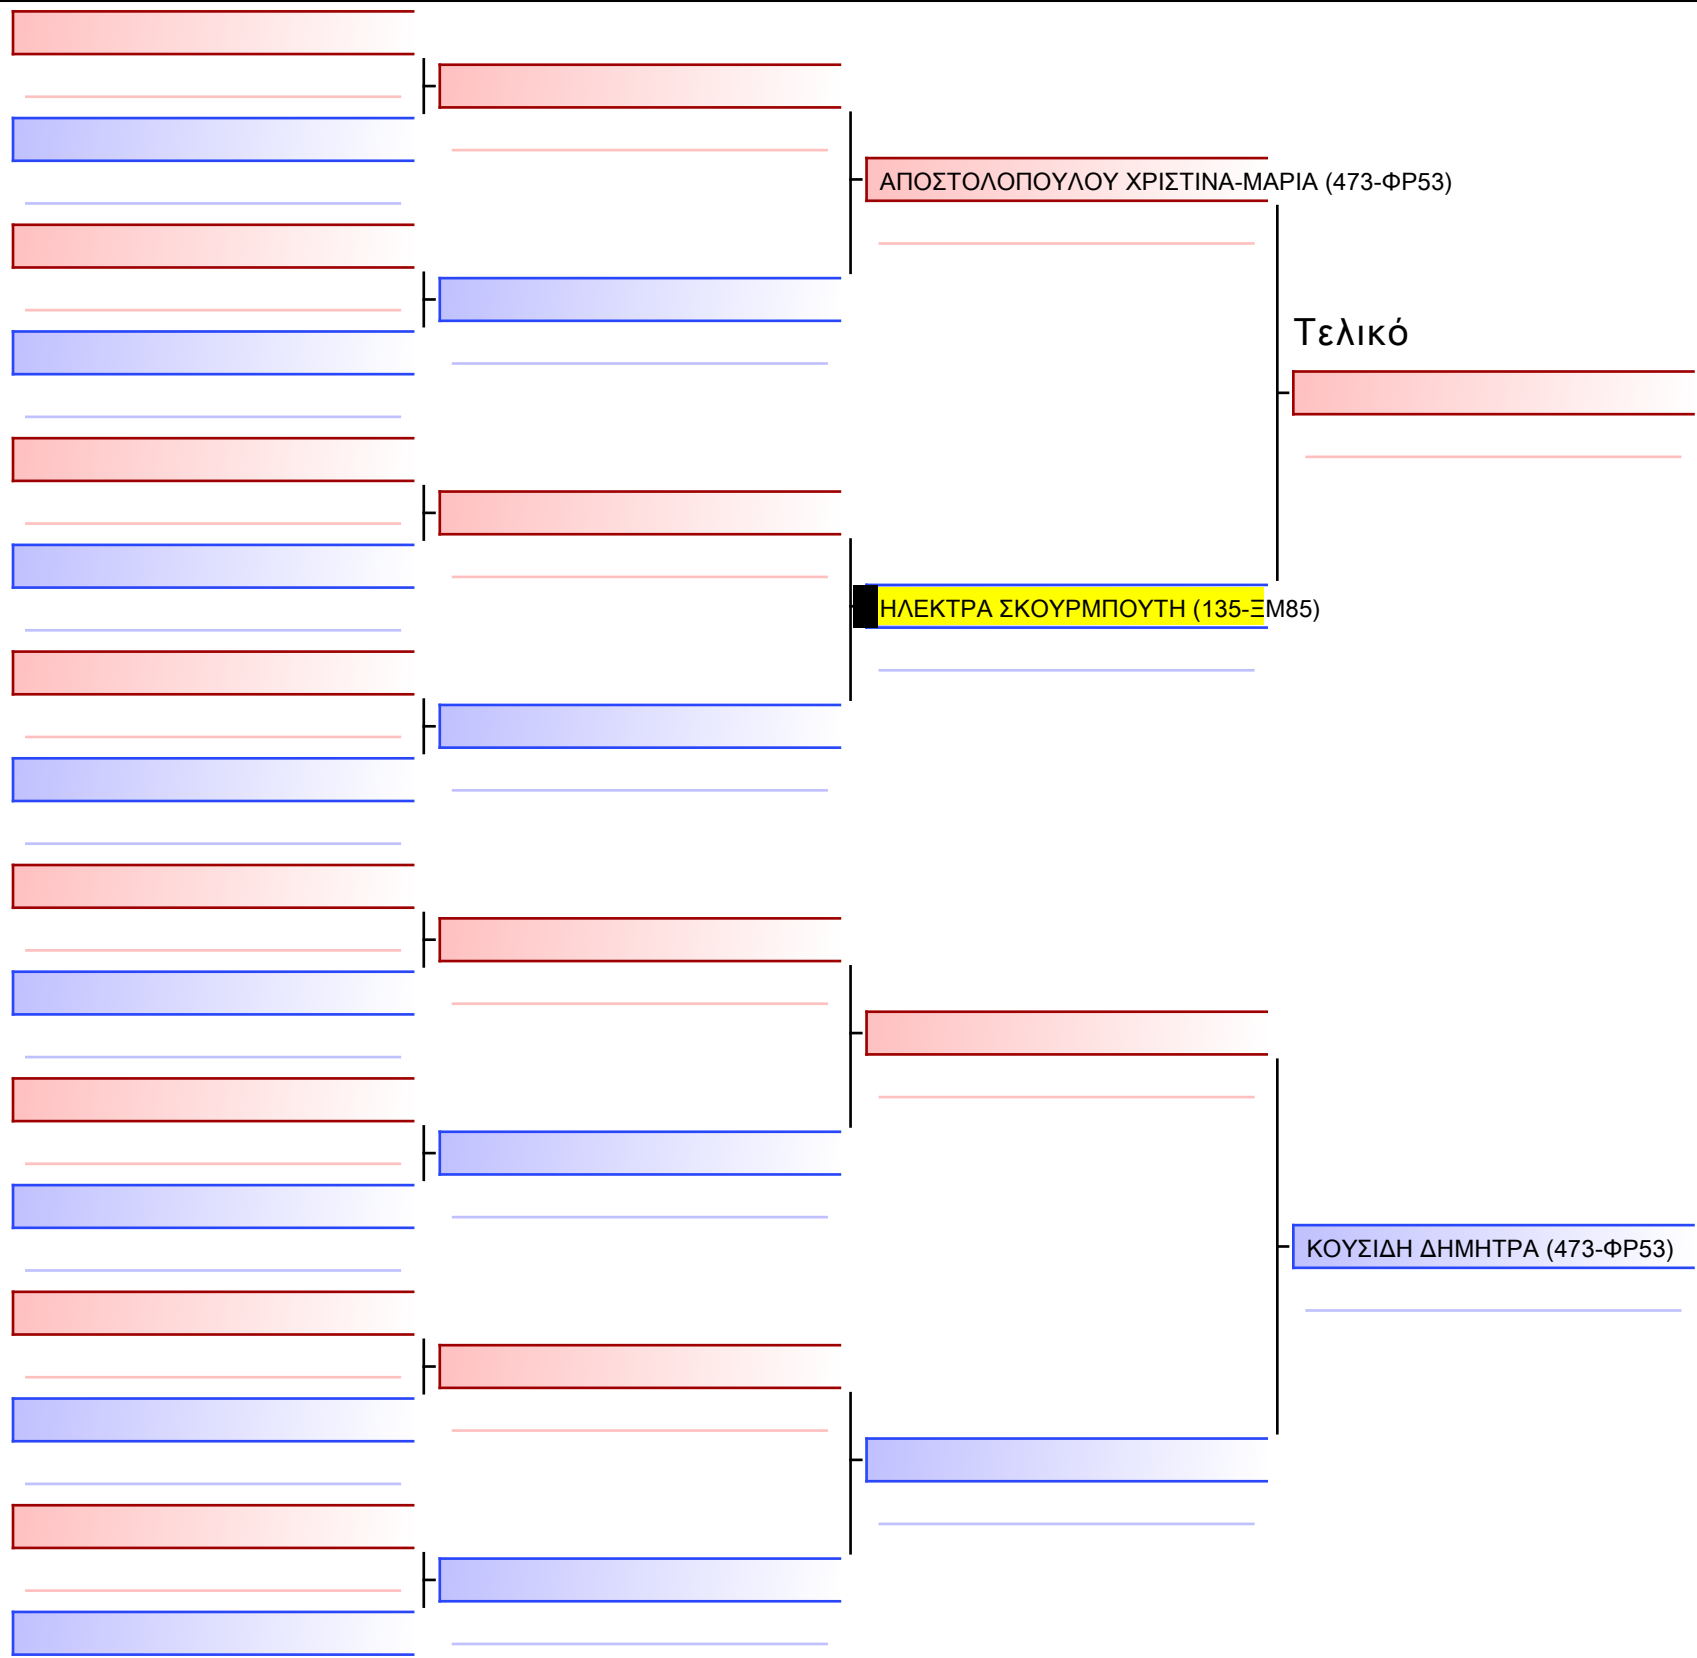 ΑΠΟΣΤΟΛΟΠΟΥΛΟΥ ΧΡΙΣΤΙΝΑ-ΜΑΡΙΑ (473-ΦΡ53)
Τελικό
ΗΛΕΚΤΡΑ ΣΚΟΥΡΜΠΟΥΤΗ (135-ΞΜ85)
ΚΟΥΣΙΔΗ ΔΗΜΗΤΡΑ (473-ΦΡ53)